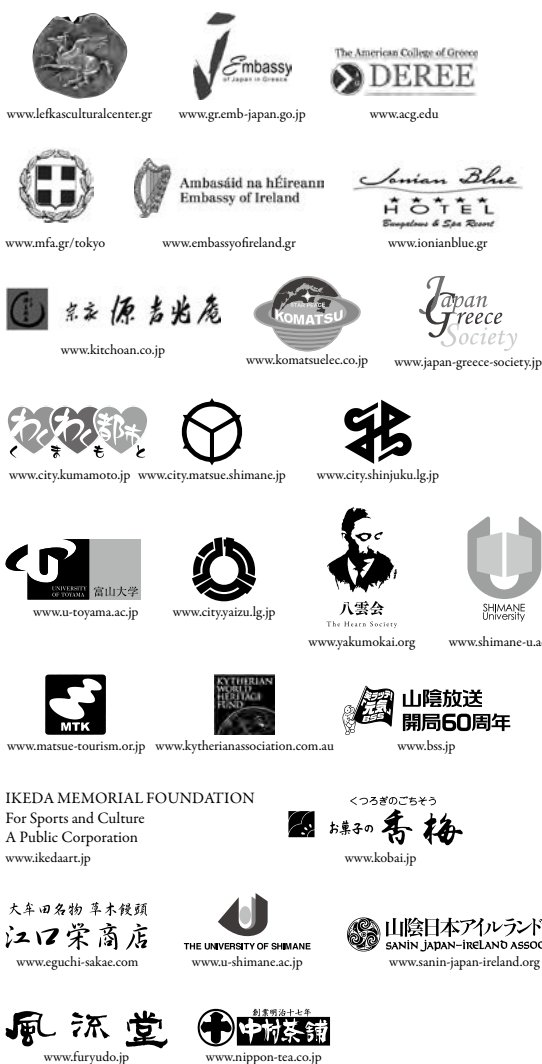 Embassy
of Japan in Greece
The American College of Greece
DEREE
www.lefkasculturalcenter.gr
www.gr.emb-japan.go.jp
www.acg.edu
Ambasáid na hÉireann
Embassy of Ireland
Ionian Blue
HOTEL
Bungalows & Spa Resort
www.mfa.gr/tokyo
www.embassyofireland.gr
www.ionianblue.gr
宗家 源吉兆庵
www.kitchoan.co.jp
STAR PEACE
KOMATSU
www.komatsuelec.co.jp
Japan
Greece
Society
www.japan-greece-society.jp
わくわく都市
くまもと
www.city.kumamoto.jp
www.city.matsue.shimane.jp
www.city.shinjuku.lg.jp
UNIVERSITY
OF TOYAMA
富山大学
www.u-toyama.ac.jp
www.city.yaizu.lg.jp
八雲会
The Hearn Society
www.yakumokai.org
SHIMANE
University
www.shimane-u.a
MTK
www.matsue-tourism.or.jp
KYTHERIAN
WORLD
HERITAGE
FUND
www.kytherianassociation.com.au
山陰放送
開局60周年
www.bss.jp
IKEDA MEMORIAL FOUNDATION
For Sports and Culture
A Public Corporation
www.ikedaart.jp
くつろぎのごちそう
お菓子の 香梅
www.kobai.jp
大牟田名物 草木饅頭
江口栄商店
www.eguchi-sakae.com
THE UNIVERSITY OF SHIMANE
www.u-shimane.ac.jp
山陰日本アイルランド
SANIN JAPAN-IRELAND ASSOC
www.sanin-japan-ireland.org
風流堂
www.furyudo.jp
創業明治十七年
中村茶舗
www.nippon-tea.co.jp